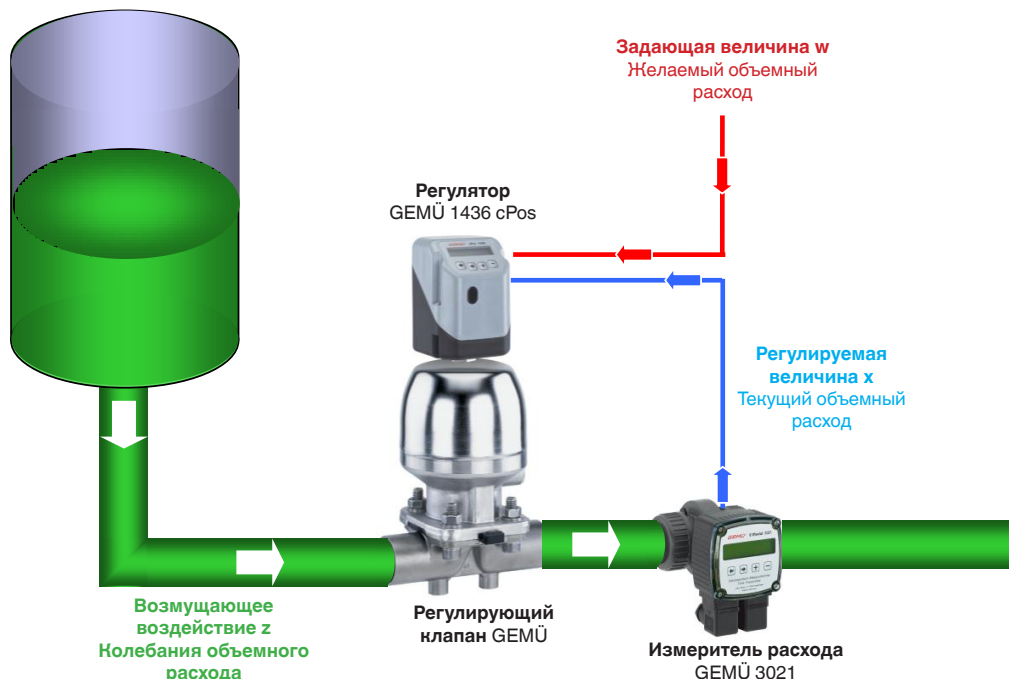 Задающая величина w
Желаемый объемный
расход
Регулятор
GEMÜ 1436 cPos
Регулируемая
величина x
Текущий объемный
расход
Возмущающее
воздействие z
Колебания объемного
расхода
Регулирующий
клапан GEMÜ
Измеритель расхода
GEMÜ 3021